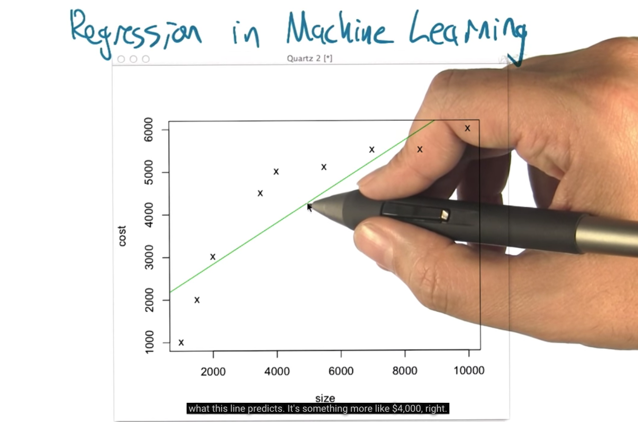 Regression in Machine Learning
Quartz 2 [*]
6000
5000
4000
3000
2000
1000
cost
2000
4000
6000
8000
10000
size
what this line predicts. It's something more like $4,000, right.